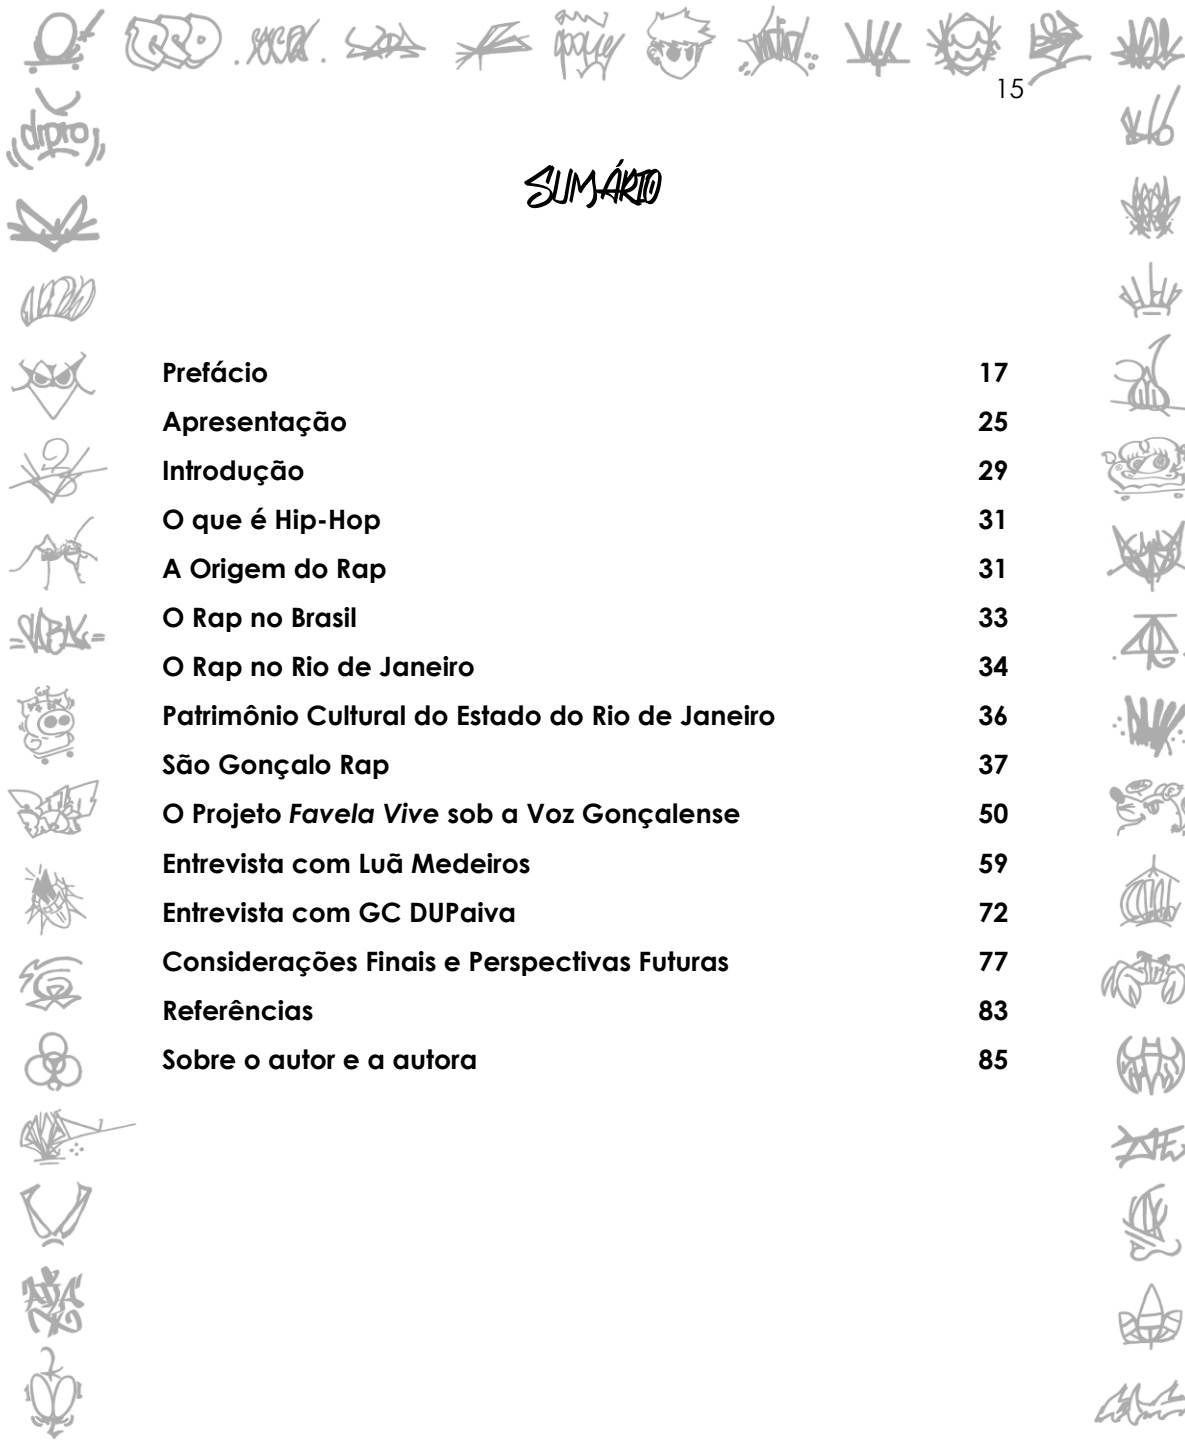 15
SUMÁRIO
Prefácio 17
Apresentação 25
Introdução 29
O que é Hip-Hop 31
A Origem do Rap 31
O Rap no Brasil 33
O Rap no Rio de Janeiro 34
Patrimônio Cultural do Estado do Rio de Janeiro 36
São Gonçalo Rap 37
O Projeto Favela Vive sob a Voz Gonçalense 50
Entrevista com Luã Medeiros 59
Entrevista com GC DUPaiva 72
Considerações Finais e Perspectivas Futuras 77
Referências 83
Sobre o autor e a autora 85
drpro